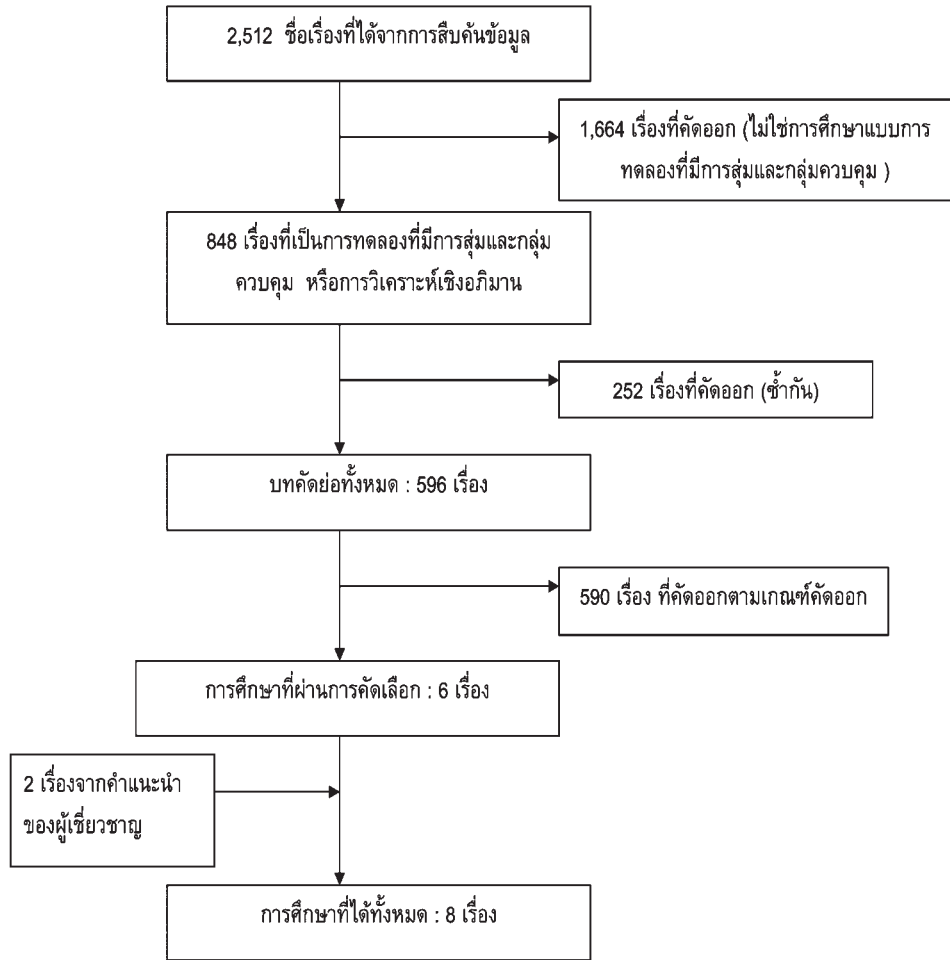 2,512 ชื่อเรื่องที่ได้จากการสืบค้นข้อมูล
1,664 เรื่องที่คัดออก (ไม่ใช่การศึกษาแบบการ
ทดลองที่มีการสุ่มและกลุ่มควบคุม )
848 เรื่องที่เป็นการทดลองที่มีการสุ่มและกลุ่ม
ควบคุม หรือการวิเคราะห์เชิงอภิมาน
252 เรื่องที่คัดออก (ซ้ำกัน)
บทคัดย่อทั้งหมด : 596 เรื่อง
590 เรื่อง ที่คัดออกตามเกณฑ์คัดออก
การศึกษาที่ผ่านการคัดเลือก : 6 เรื่อง
2 เรื่องจากคำแนะนำ
ของผู้เชี่ยวชาญ
การศึกษาที่ได้ทั้งหมด : 8 เรื่อง